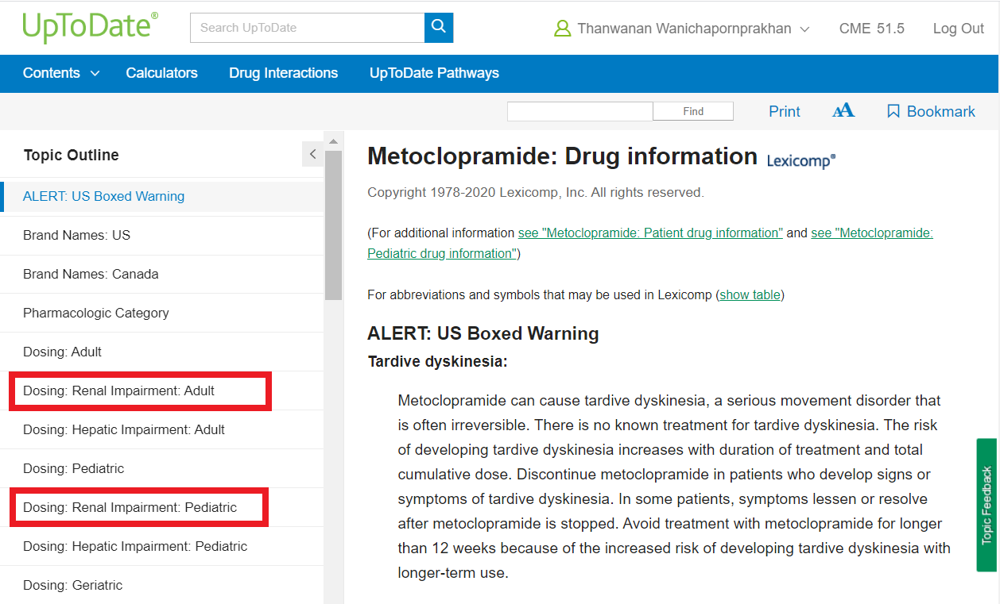 UpToDate®
Search UpToDate
Thanwanan Wanichapornprakhan
CME 51.5
Log Out
Contents
Calculators
Drug Interactions
UpToDate Pathways
Find
Print
AA
Bookmark
Topic Outline
ALERT: US Boxed Warning
Brand Names: US
Brand Names: Canada
Pharmacologic Category
Dosing: Adult
Dosing: Renal Impairment: Adult
Dosing: Hepatic Impairment: Adult
Dosing: Pediatric
Dosing: Renal Impairment: Pediatric
Dosing: Hepatic Impairment: Pediatric
Dosing: Geriatric
Metoclopramide: Drug information Lexicomp®
Copyright 1978-2020 Lexicomp, Inc. All rights reserved.
(For additional information see "Metoclopramide: Patient drug information" and see "Metoclopramide:
Pediatric drug information")
For abbreviations and symbols that may be used in Lexicomp (show table)
ALERT: US Boxed Warning
Tardive dyskinesia:
Metoclopramide can cause tardive dyskinesia, a serious movement disorder that
is often irreversible. There is no known treatment for tardive dyskinesia. The risk
of developing tardive dyskinesia increases with duration of treatment and total
cumulative dose. Discontinue metoclopramide in patients who develop signs or
symptoms of tardive dyskinesia. In some patients, symptoms lessen or resolve
after metoclopramide is stopped. Avoid treatment with metoclopramide for longer
than 12 weeks because of the increased risk of developing tardive dyskinesia with
longer-term use.
Topic Feedback